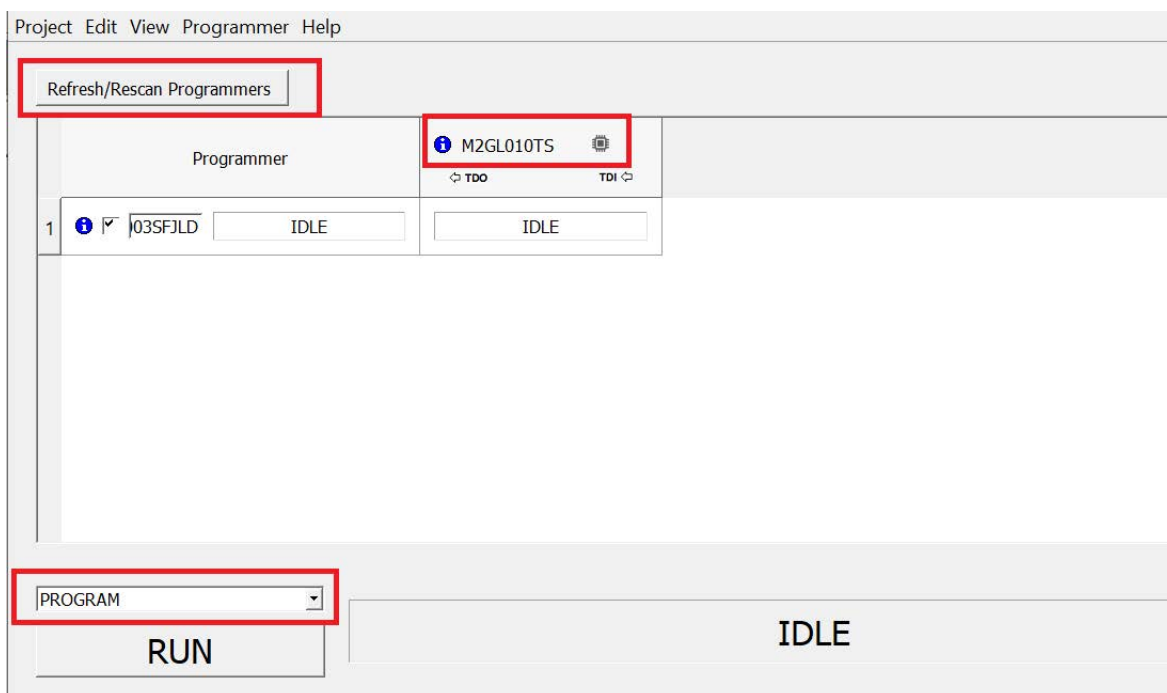 Project Edit View Programmer Help
Refresh/Rescan Programmers
Programmer
M2GL010TS
TDO TDI
1 03SFJLD IDLE IDLE
PROGRAM
RUN
IDLE